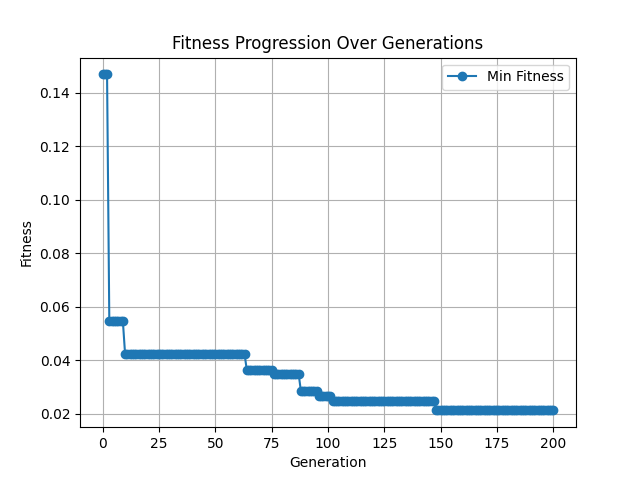 Fitness Progression Over Generations
Min Fitness
Fitness
0.14
0.12
0.10
0.08
0.06
0.04
0.02
0 25 50 75 100 125 150 175 200
Generation